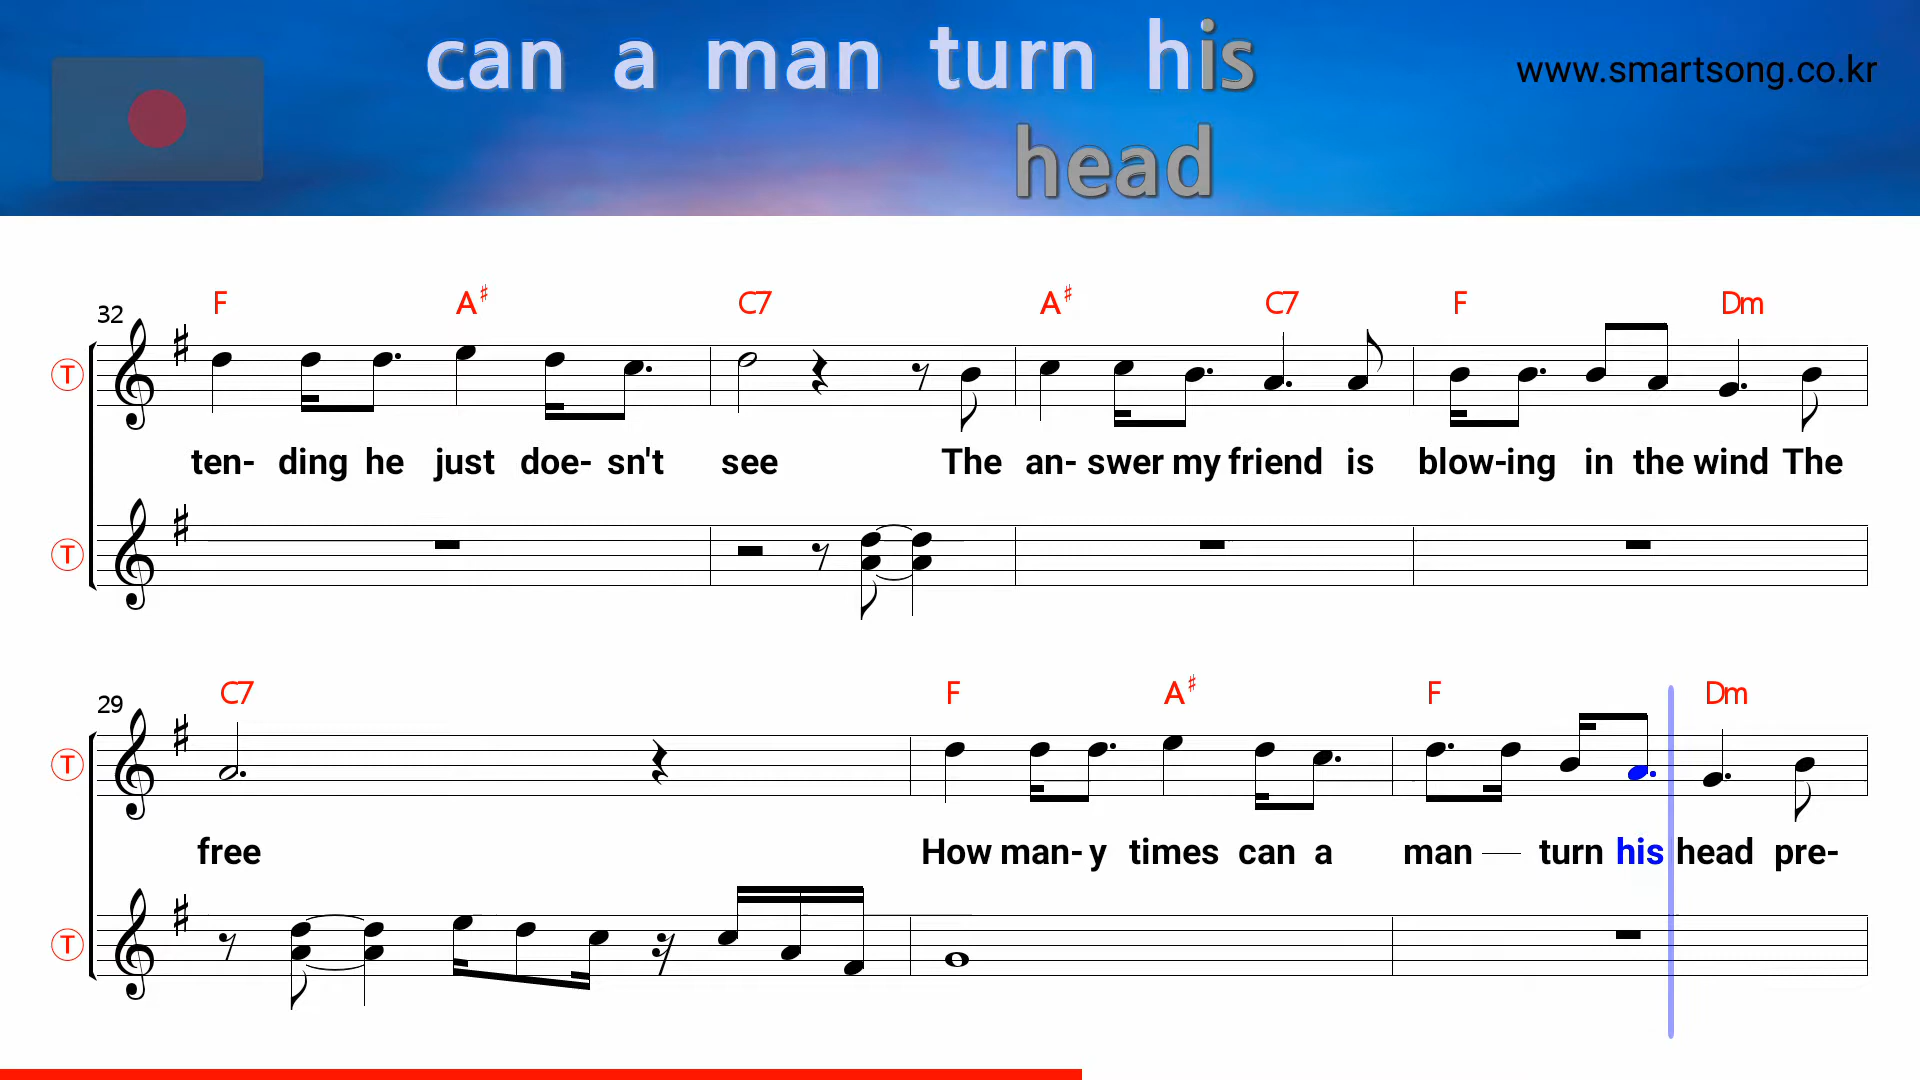 can a man turn his
www.smartsong.co.kr
head
F A♯ C7 A♯ C7 F Dm
32
T
ten- ding he just doe- sn't see The an- swer my friend is blow-ing in the wind The
T
C7 F A♯ F Dm
29
T
free How man- y times can a man — turn his head pre-
T